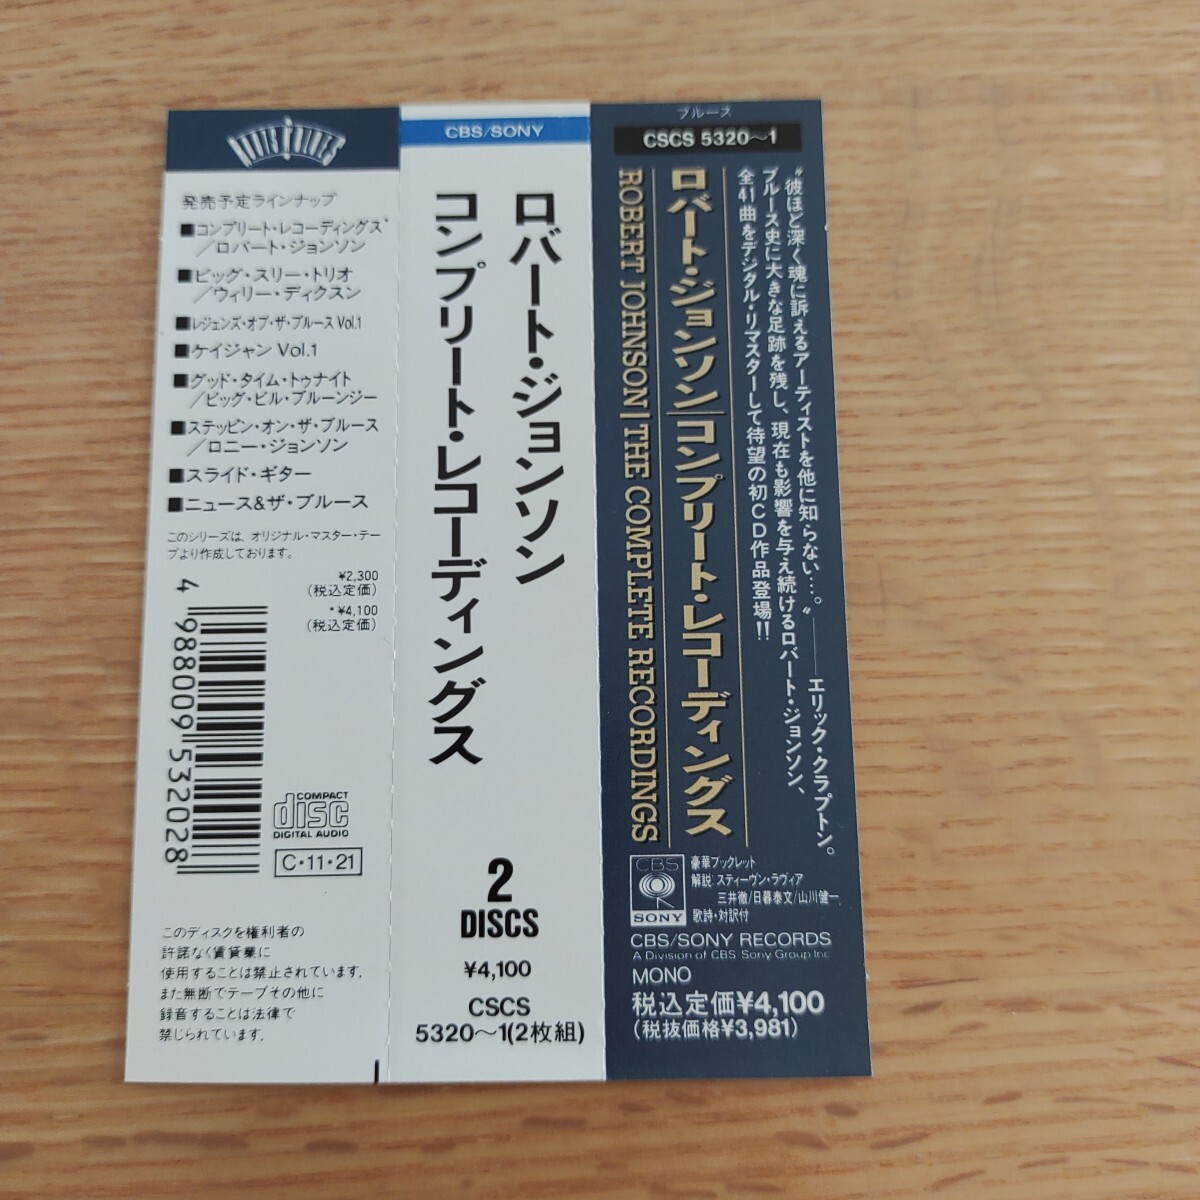 ROOTS N' BLUES
発売予定ラインナップ
■コンプリート・レコーディングス*
／ロバート・ジョンソン
■ビッグ・スリー・トリオ
／ウィリー・ディクスン
■レジェンズ・オブ・ザ・ブルース Vol.1
■ケイジャン Vol.1
■グッド・タイム・トゥナイト
／ビッグ・ビル・ブルーンジー
■ステッピン・オン・ザ・ブルース
／ロニー・ジョンソン
■スライド・ギター
■ニュース&ザ・ブルース
このシリーズは、オリジナル・マスター・テー
プより作成しております。
¥2,300
(税込定価)
*¥4,100
(税込定価)
4 988009 532028
COMPACT
disc
DIGITAL AUDIO
C・11・21
このディスクを権利者の
許諾なく賃貸業に
使用することは禁止されています。
また無断でテープその他に
録音することは法律で
禁じられています。
CBS/SONY
ロバート・ジョンソン
コンプリート・レコーディングス
2
DISCS
¥4,100
CSCS
5320〜1(2枚組)
ブルース
CSCS 5320〜1
“彼ほど深く魂に訴えるアーティストを他に知らない…。”——エリック・クラプトン。
ブルース史に大きな足跡を残し、現在も影響を与え続けるロバート・ジョンソン、
全41曲をデジタル・リマスターして待望の初CD作品登場!!
ロバート・ジョンソン|コンプリート・レコーディングス
ROBERT JOHNSON|THE COMPLETE RECORDINGS
CBS
SONY
豪華ブックレット
解説:スティーヴン・ラヴィア
三井徹/日暮泰文/山川健一
歌詩・対訳付
CBS/SONY RECORDS
A Division of CBS Sony Group Inc
MONO
税込定価¥4,100
(税抜価格¥3,981)